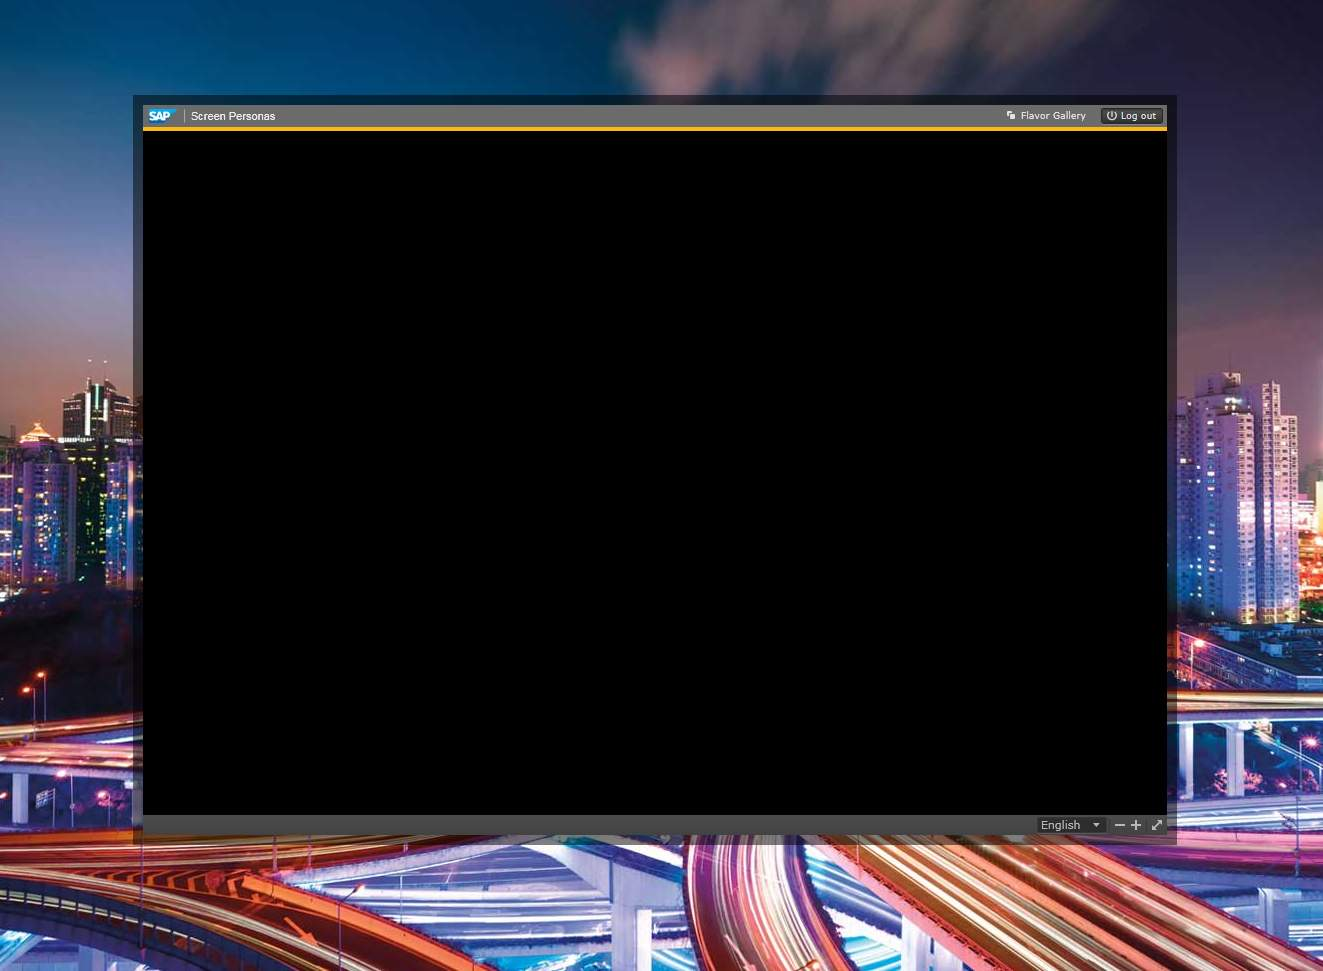 SAP Screen Personas
Flavor Gallery
Log out
English